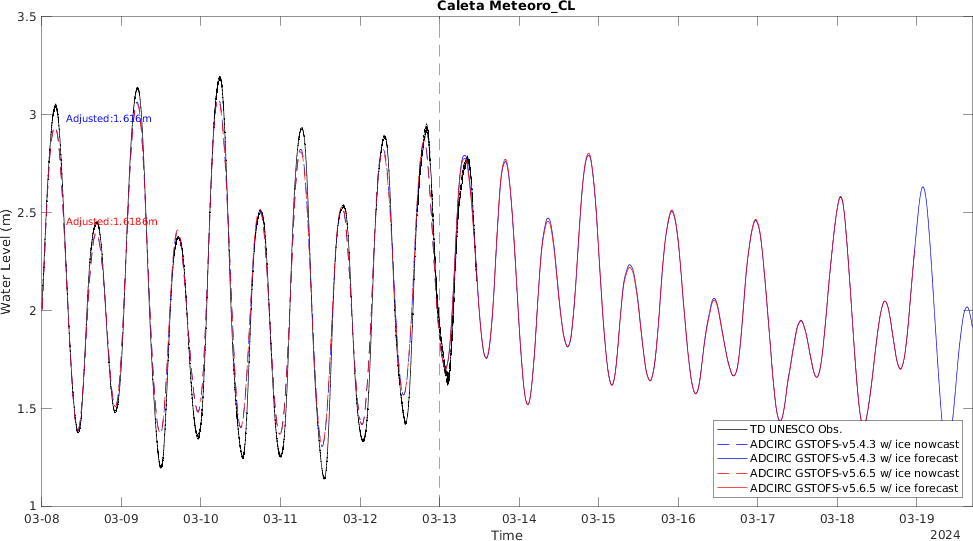 Caleta Meteoro_CL
3.5
3
2.5
2
1.5
1
Water Level (m)
Adjusted:1.616m
Adjusted:1.6186m
TD UNESCO Obs.
ADCIRC GSTOFS-v5.4.3 w/ ice nowcast
ADCIRC GSTOFS-v5.4.3 w/ ice forecast
ADCIRC GSTOFS-v5.6.5 w/ ice nowcast
ADCIRC GSTOFS-v5.6.5 w/ ice forecast
03-08 03-09 03-10 03-11 03-12 03-13 03-14 03-15 03-16 03-17 03-18 03-19
Time
2024